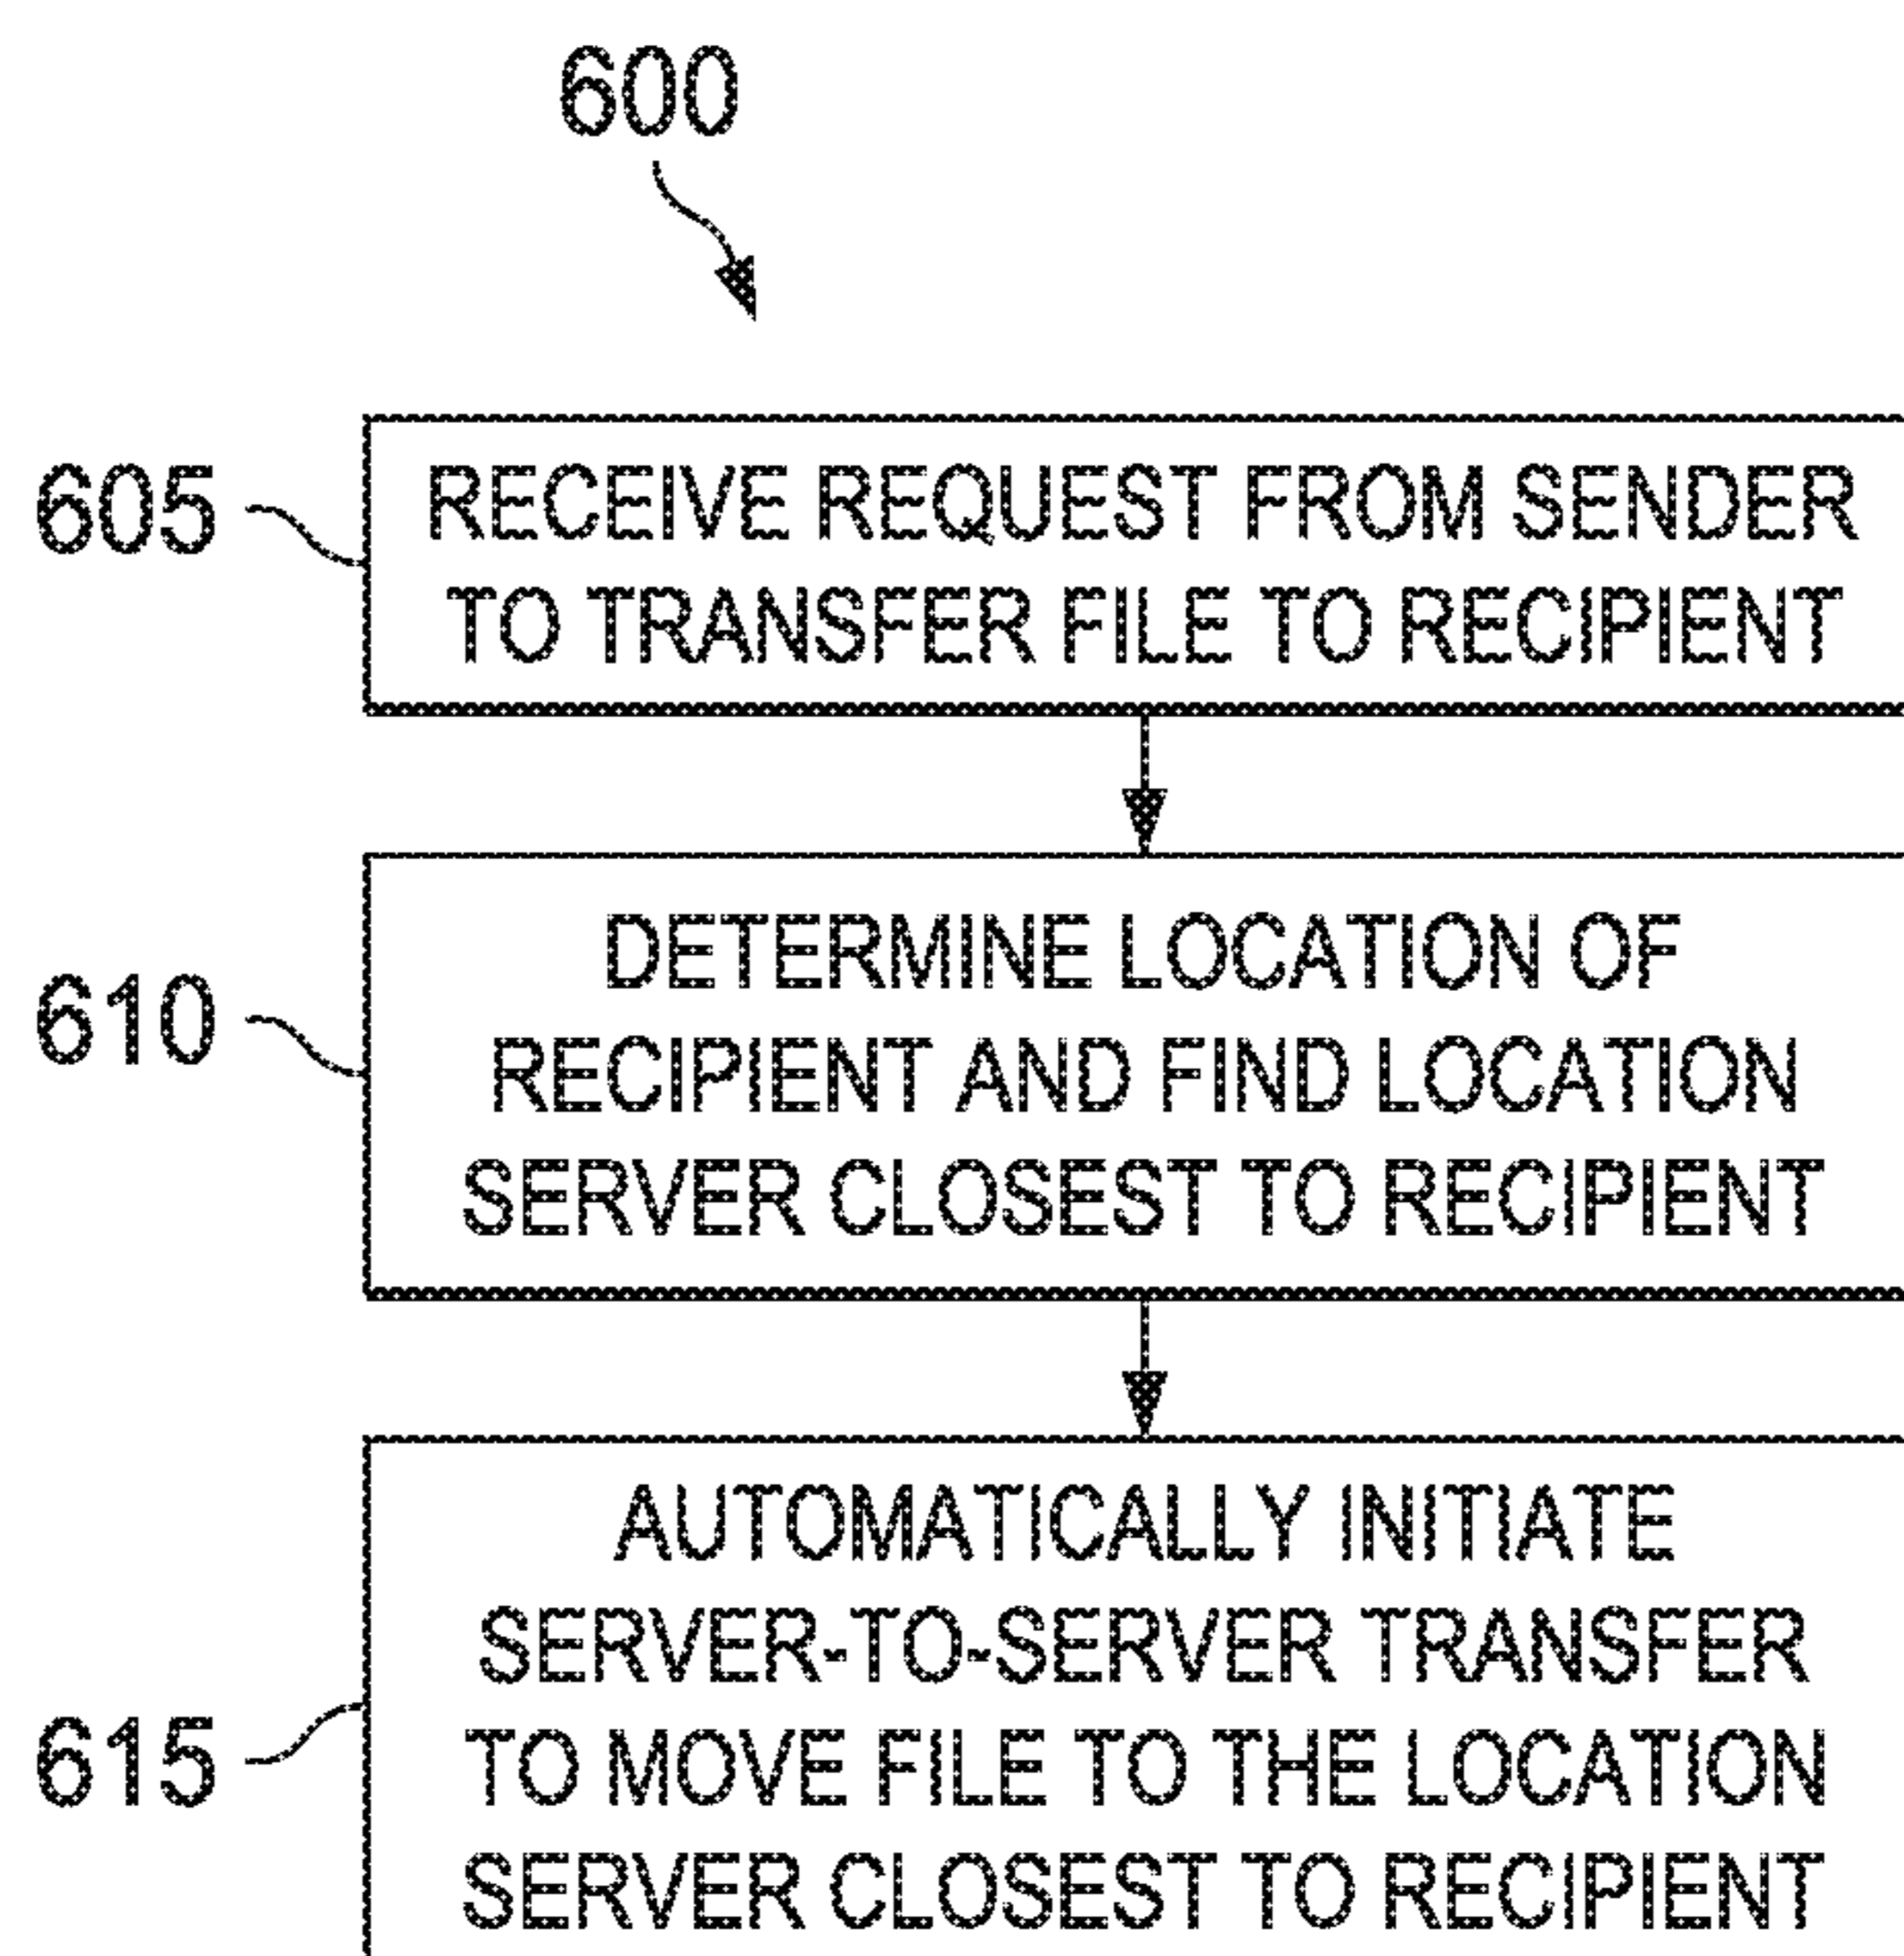 600
605
RECEIVE REQUEST FROM SENDER
TO TRANSFER FILE TO RECIPIENT
610
DETERMINE LOCATION OF
RECIPIENT AND FIND LOCATION
SERVER CLOSEST TO RECIPIENT
615
AUTOMATICALLY INITIATE
SERVER-TO-SERVER TRANSFER
TO MOVE FILE TO THE LOCATION
SERVER CLOSEST TO RECIPIENT